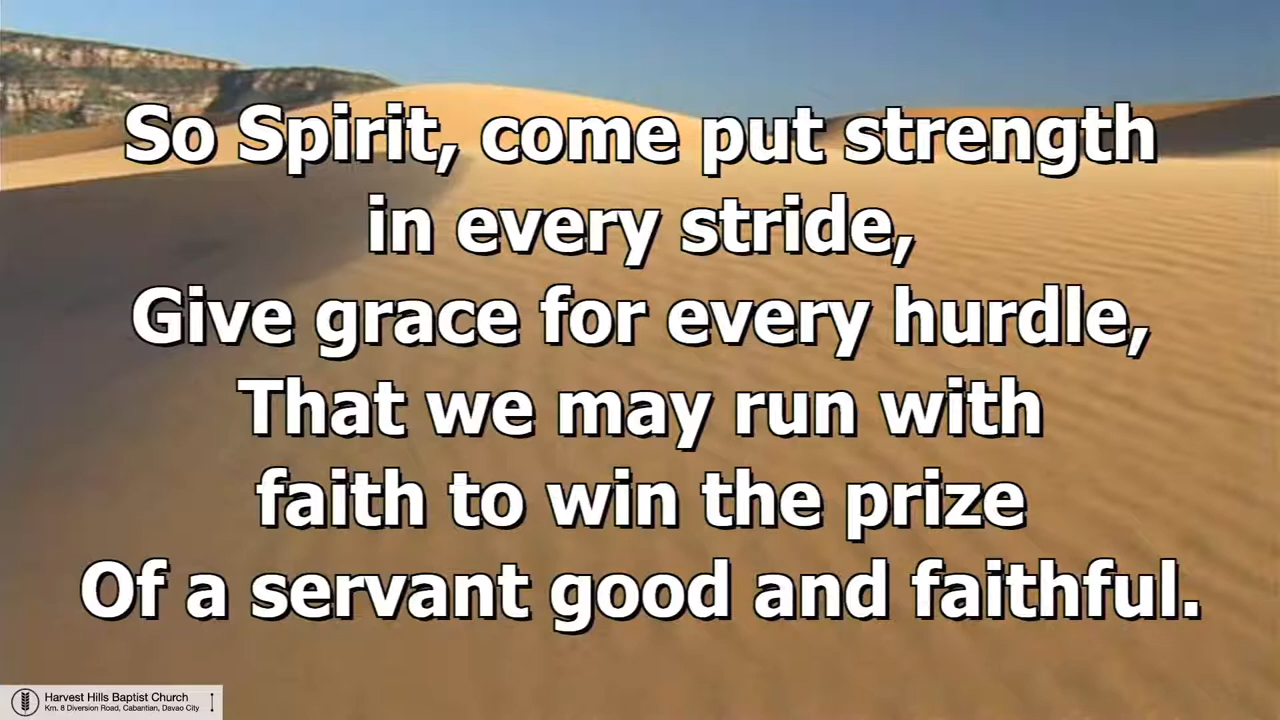 So Spirit, come put strength
in every stride,
Give grace for every hurdle,
That we may run with
faith to win the prize
Of a servant good and faithful.
Harvest Hills Baptist Church
Km. 8 Diversion Road, Cabantian, Davao City